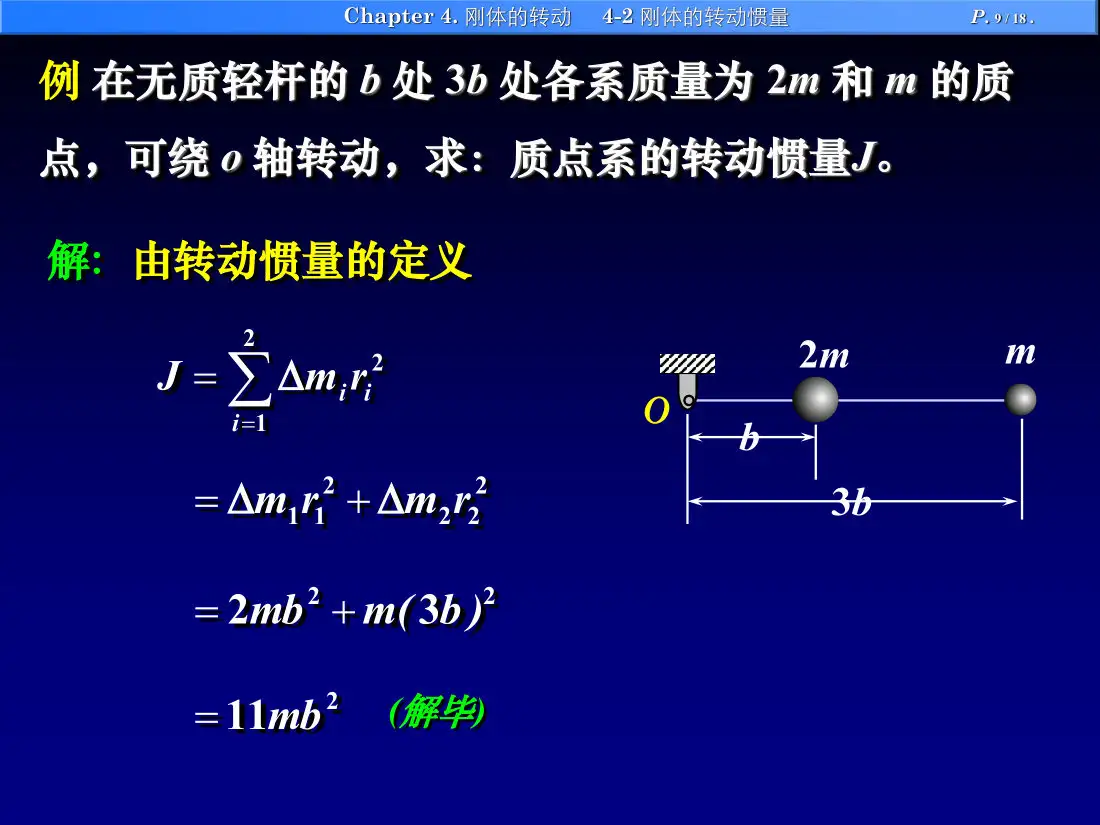 Chapter 4. 刚体的转动 4-2 刚体的转动惯量 P. 9 / 18 .
例 在无质轻杆的 b 处 3b 处各系质量为 2m 和 m 的质
点，可绕 o 轴转动，求：质点系的转动惯量J。
解： 由转动惯量的定义
J = ∑_{i=1}^{2} Δm_i r_i^2
= Δm_1 r_1^2 + Δm_2 r_2^2
= 2mb^2 + m(3b)^2
= 11mb^2 (解毕)
2m m
O
b
3b